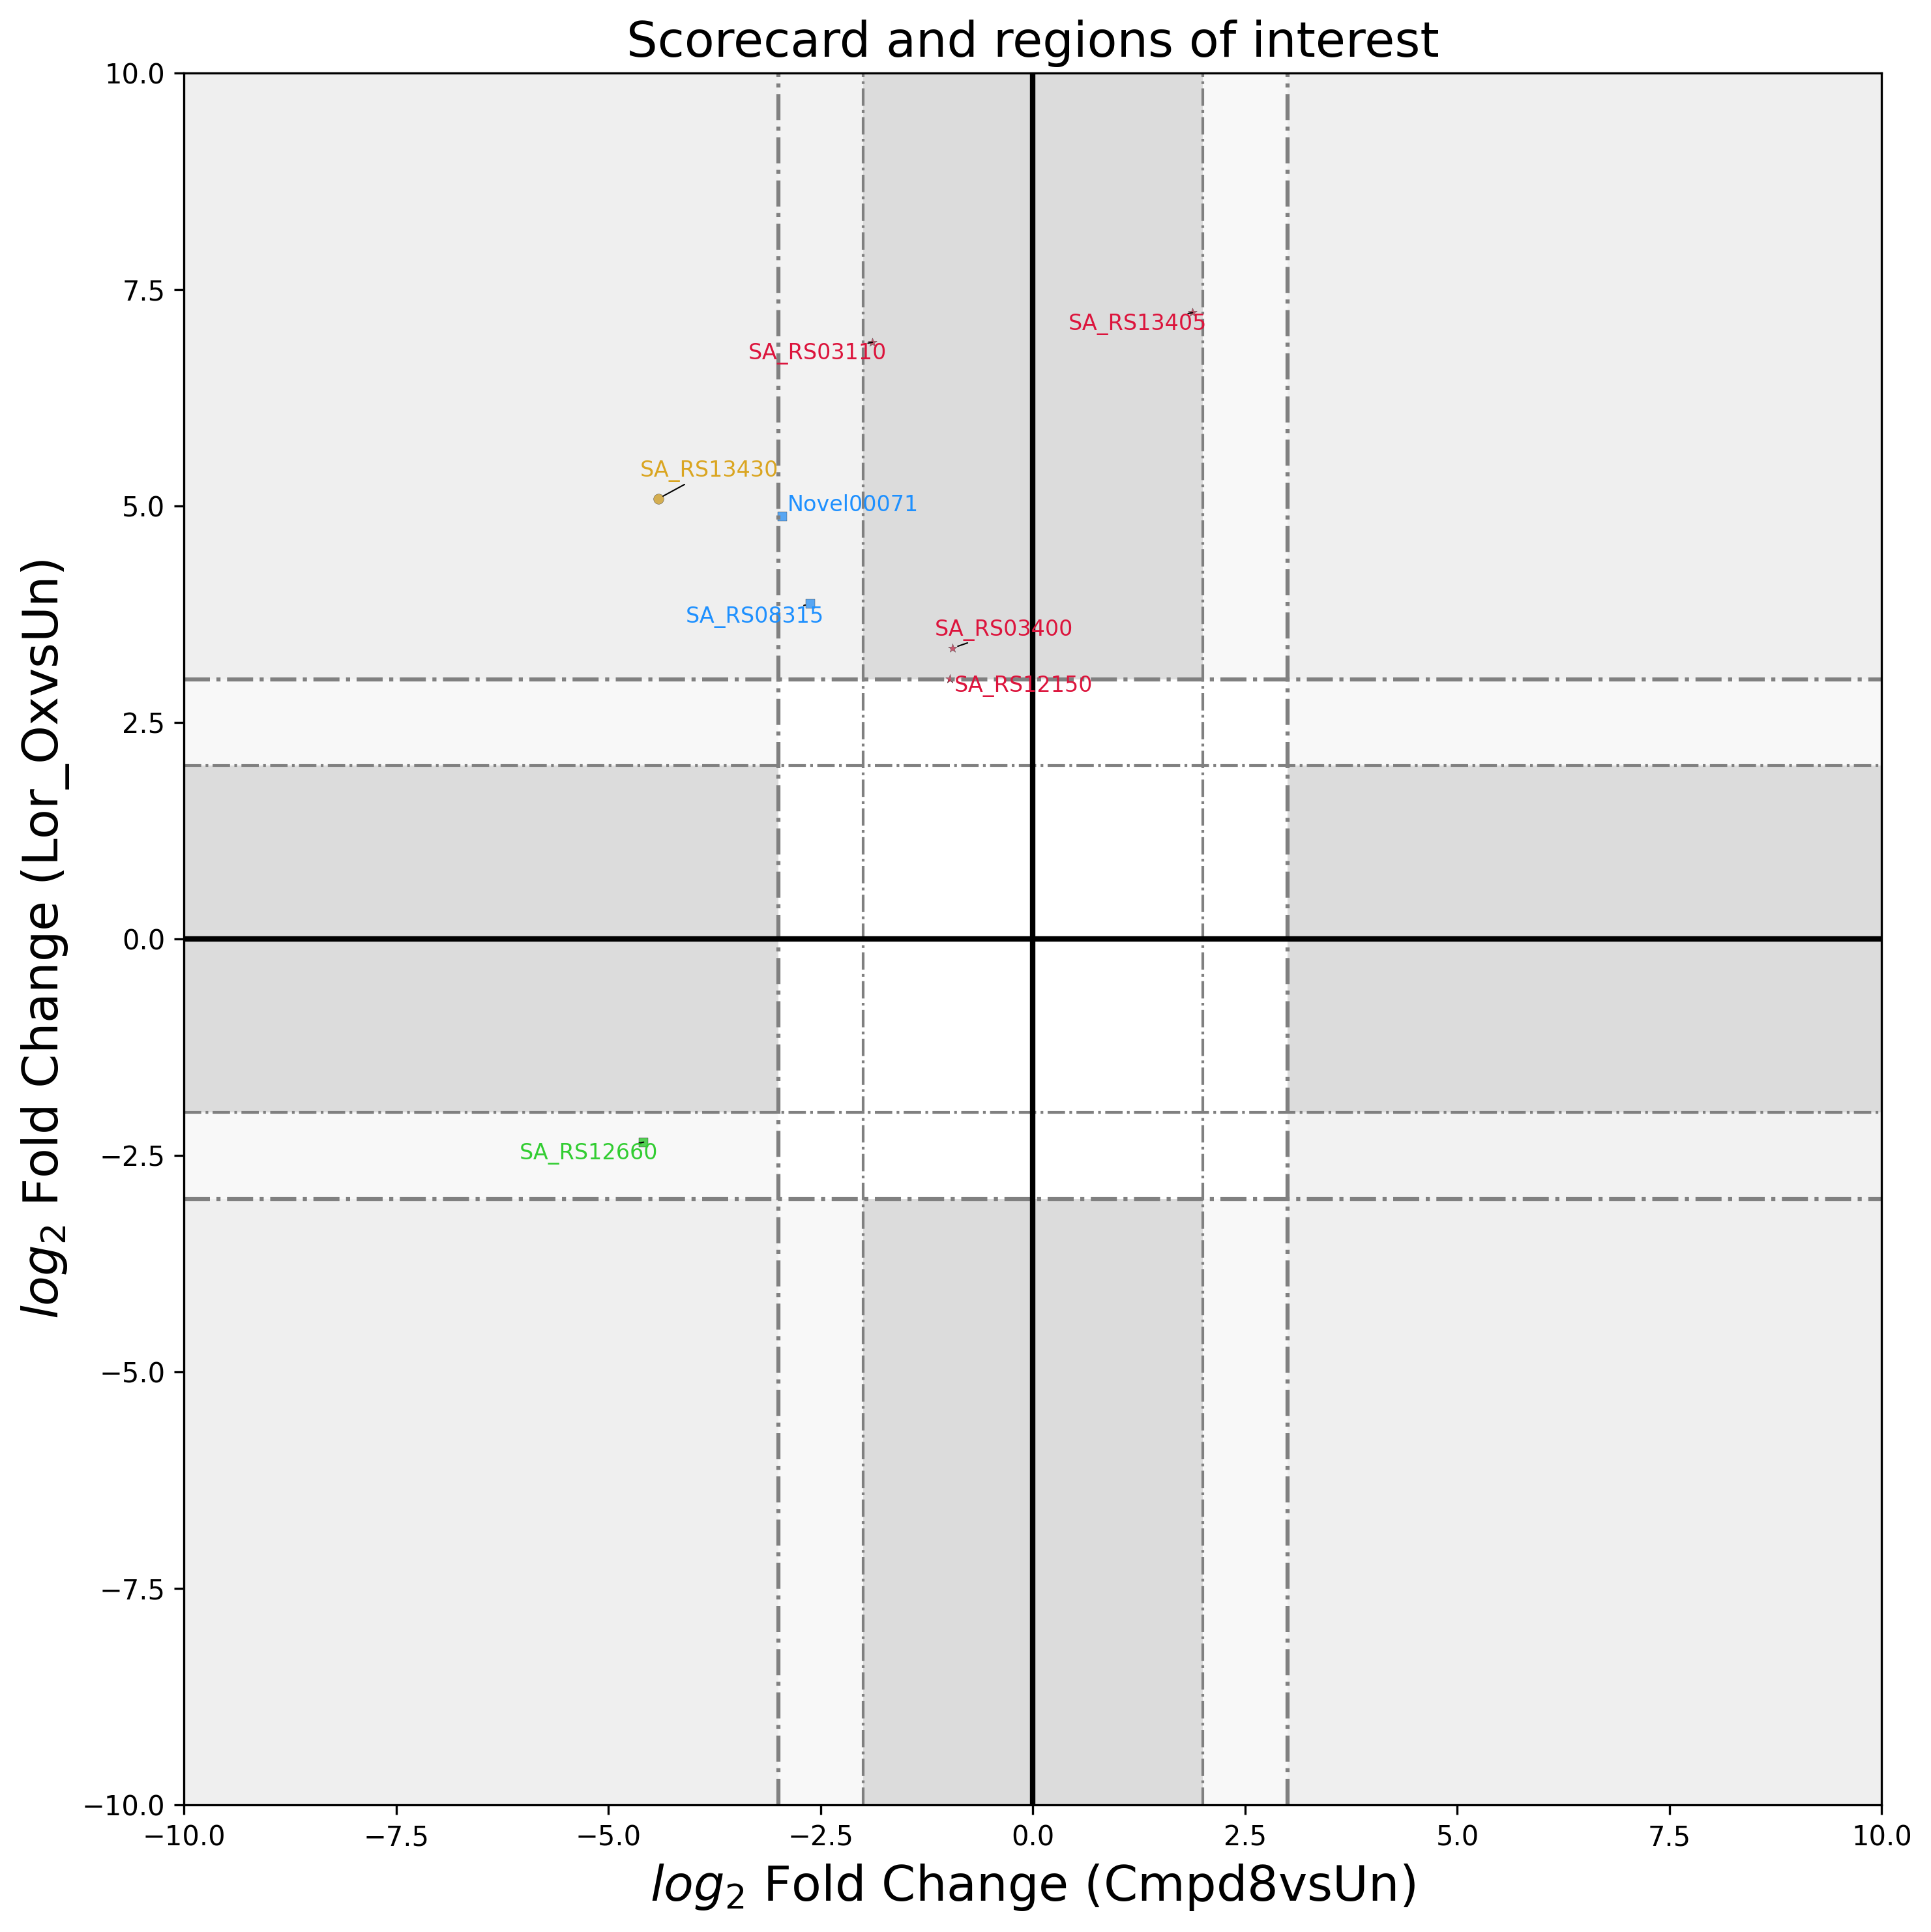 Scorecard and regions of interest
10.0
7.5
5.0
2.5
0.0
−2.5
−5.0
−7.5
−10.0
log2 Fold Change (Lor_OxvsUn)
SA_RS13405
SA_RS03110
SA_RS13430
Novel00071
SA_RS08315
SA_RS03400
SA_RS12150
SA_RS12660
−10.0 −7.5 −5.0 −2.5 0.0 2.5 5.0 7.5 10.0
log2 Fold Change (Cmpd8vsUn)